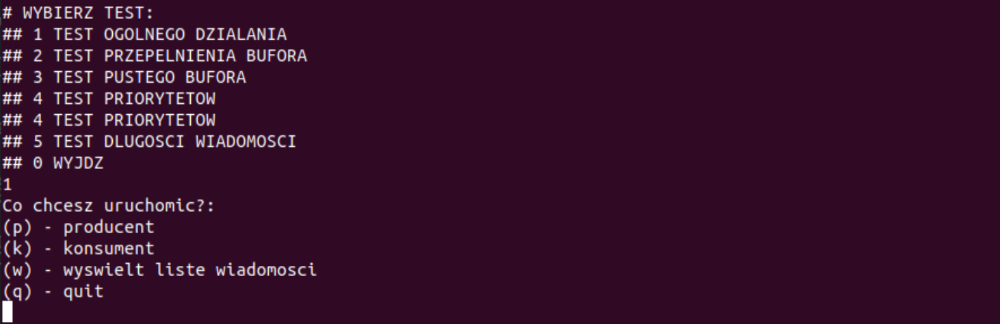 # WYBIERZ TEST:
## 1 TEST OGOLNEGO DZIALANIA
## 2 TEST PRZEPELNIENIA BUFORA
## 3 TEST PUSTEGO BUFORA
## 4 TEST PRIORYTETOW
## 4 TEST PRIORYTETOW
## 5 TEST DLUGOSCI WIADOMOSCI
## 0 WYJDZ
1
Co chcesz uruchomic?:
(p) - producent
(k) - konsument
(w) - wyswielt liste wiadomosci
(q) - quit